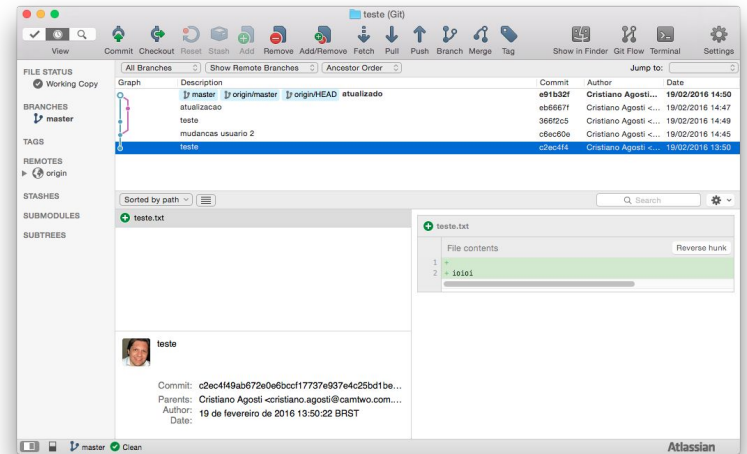 teste (Git)
View Commit Checkout Reset Stash Add Remove Add/Remove Fetch Pull Push Branch Merge Tag Show in Finder Git Flow Terminal Settings
All Branches Show Remote Branches Ancestor Order Jump to:
Graph Description Commit Author Date
master origin/master origin/HEAD atualizado e91b32f Cristiano Agosti... 19/02/2016 14:50
atualizacao eb6667f Cristiano Agosti <... 19/02/2016 14:47
teste 366f2c5 Cristiano Agosti <... 19/02/2016 14:49
mudancas usuario 2 c6ec60e Cristiano Agosti <... 19/02/2016 14:45
teste c2ec4f4 Cristiano Agosti <... 19/02/2016 13:50
FILE STATUS
Working Copy
BRANCHES
master
TAGS
REMOTES
origin
STASHES
SUBMODULES
SUBTREES
Sorted by path Search
teste.txt
teste.txt
File contents Reverse hunk
1 +
2 + ioioi
teste
Commit: c2ec4f49ab672e0e6bccf17737e937e4c25bd1be...
Parents: Cristiano Agosti <cristiano.agosti@camtwo.com....
Author: 19 de fevereiro de 2016 13:50:22 BRST
Date:
master Clean Atlassian